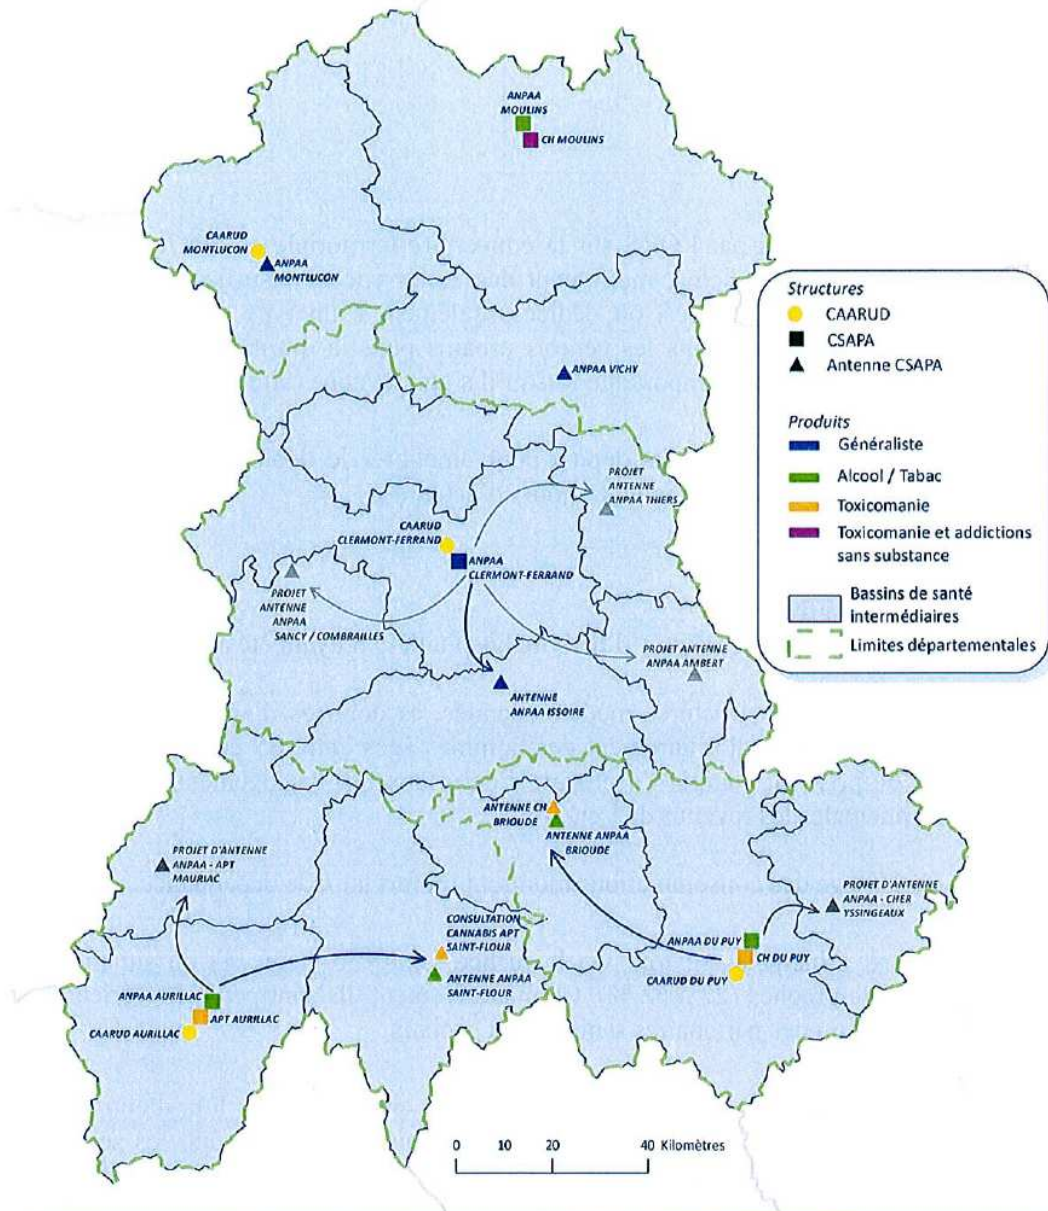 ANPAA
MOULINS
CH MOULINS
CAARUD
MONTLUCON
ANPAA
MONTLUCON
ANPAA VICHY
PROJET
ANTENNE
ANPAA THIERS
CAARUD
CLERMONT-FERRAND
ANPAA
CLERMONT-FERRAND
PROJET
ANTENNE
ANPAA
SANCY / COMBRAILLES
PROJET ANTENNE
ANPAA AMBERT
ANTENNE
ANPAA ISSOIRE
ANTENNE CH
BRIOUDE
ANTENNE ANPAA
BRIOUDE
PROJET D'ANTENNE
ANPAA - APT
MAURIAC
PROJET D'ANTENNE
ANPAA - CHER
YSSINGEAUX
CONSULTATION
CANNABIS APT
SAINT-FLOUR
ANTENNE ANPAA
SAINT-FLOUR
ANPAA DU PUY
CH DU PUY
CAARUD DU PUY
ANPAA AURILLAC
APT AURILLAC
CAARUD AURILLAC
Structures
CAARUD
CSAPA
Antenne CSAPA
Produits
Généraliste
Alcool / Tabac
Toxicomanie
Toxicomanie et addictions
sans substance
Bassins de santé
intermédiaires
Limites départementales
0 10 20 40 Kilomètres